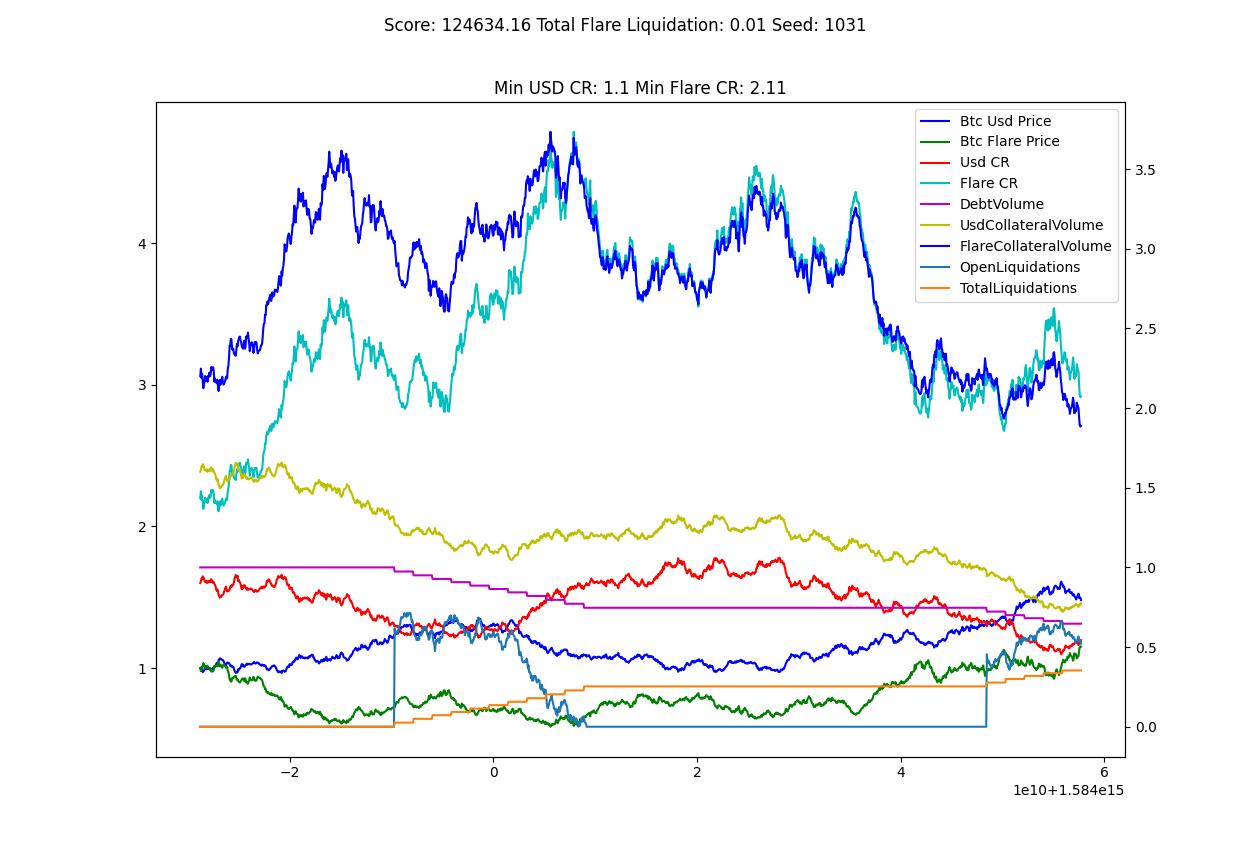 Score: 124634.16 Total Flare Liquidation: 0.01 Seed: 1031
Min USD CR: 1.1 Min Flare CR: 2.11
Btc Usd Price
Btc Flare Price
Usd CR
Flare CR
DebtVolume
UsdCollateralVolume
FlareCollateralVolume
OpenLiquidations
TotalLiquidations
4
3
2
1
3.5
3.0
2.5
2.0
1.5
1.0
0.5
0.0
−2 0 2 4 6
1e10+1.584e15